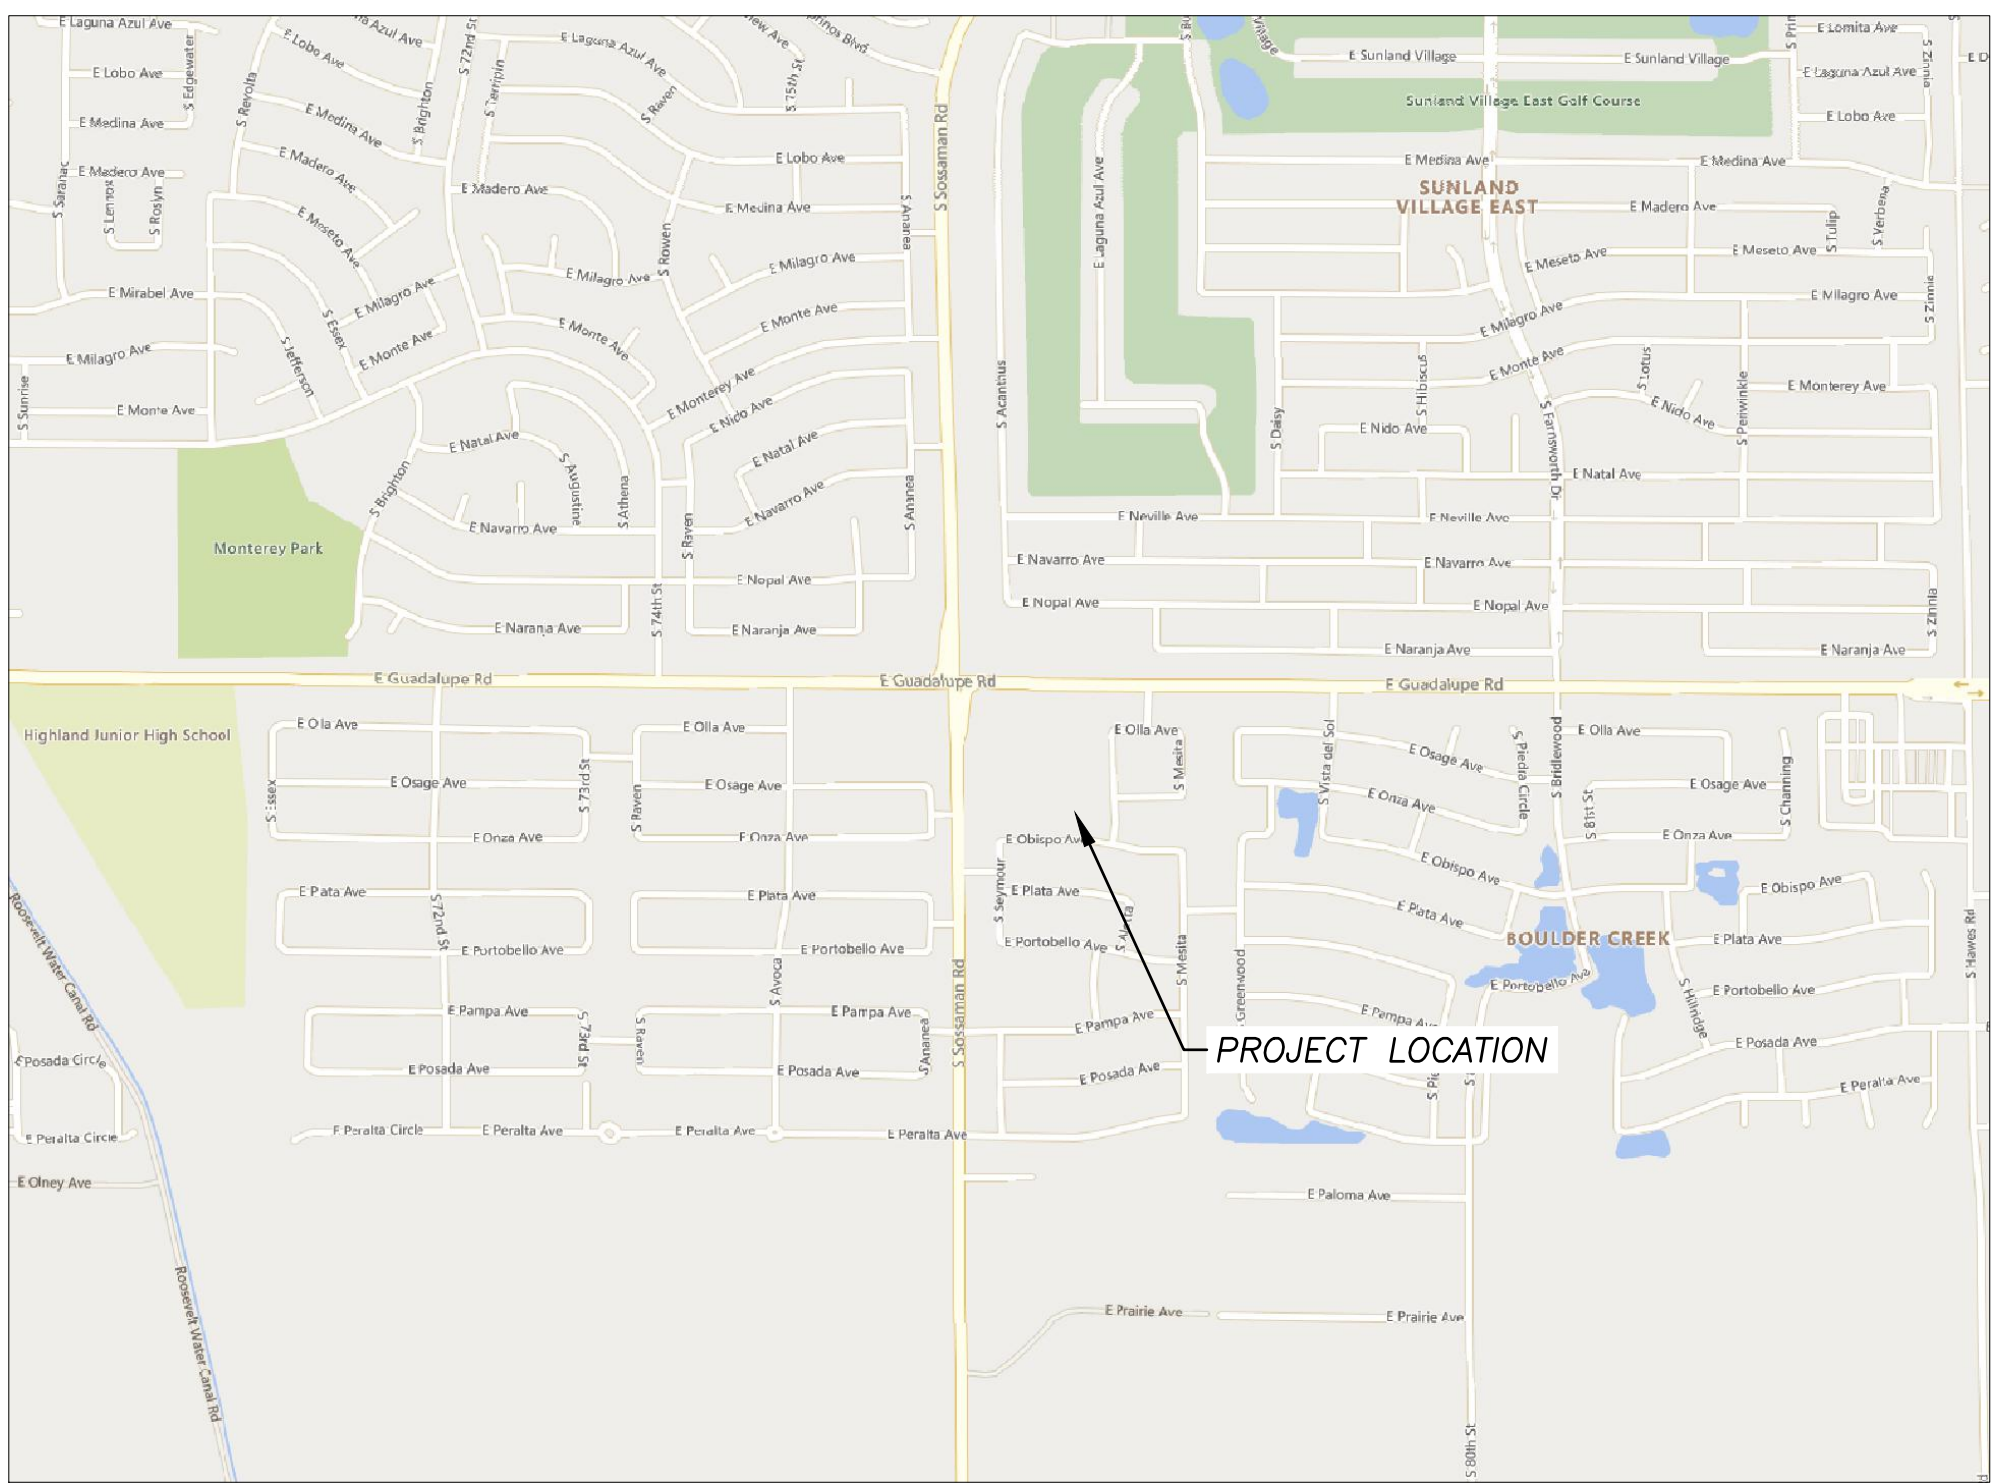 E Laguna Azul Ave
E Lobo Ave
E Medina Ave
E Madero Ave
S Edgewater
S Saranac
S Lennox
S Roslyn
E Mirabel Ave
E Milagro Ave
S Sunrise
E Monte Ave
S Revolta
E Lobo Ave
Azul Ave
S 72nd St
S Brighton
S Terripin
E Medina Ave
E Madero Ave
E Meseto Ave
E Milagro Ave
E Monte Ave
S Essex
S Jefferson
E Laguna Azul Ave
S Raven
S 75th St
E Lobo Ave
E Madero Ave
E Medina Ave
S Rowen
S Ananea
E Milagro Ave
E Milagro Ave
E Monte Ave
E Monte Ave
E Monterey Ave
E Nido Ave
E Natal Ave
E Natal Ave
S Augustine
S Athena
S Brighton
E Navarro Ave
E Navarro Ave
S Raven
S Ananea
E Nopal Ave
S 74th St
E Naranja Ave
E Naranja Ave
Monterey Park
S Sossaman Rd
S Acanthus
E Laguna Azul Ave
Village
E Sunland Village
E Sunland Village
Sunland Village East Golf Course
E Lomita Ave
E Laguna Azul Ave
E Lobo Ave
S Zinnia
E Medina Ave
E Medina Ave
SUNLAND
VILLAGE EAST
E Madero Ave
S Tulip
S Verbena
E Meseto Ave
E Meseto Ave
E Milagro Ave
E Milagro Ave
S Zinnia
E Monte Ave
S Hibiscus
S Lotus
S Periwinkle
E Monterey Ave
S Daisy
E Nido Ave
E Nido Ave
S Farnsworth Dr
E Natal Ave
E Neville Ave
E Neville Ave
E Navarro Ave
E Navarro Ave
E Nopal Ave
E Nopal Ave
S Zinnia
E Naranja Ave
E Naranja Ave
E Guadalupe Rd
E Guadalupe Rd
E Guadalupe Rd
Highland Junior High School
E Olla Ave
E Olla Ave
E Olla Ave
E Olla Ave
S Essex
E Osage Ave
S 73rd St
S Raven
E Osage Ave
E Onza Ave
E Onza Ave
S Mesita
S Vista del Sol
E Osage Ave
S Piedra Circle
S Bridlewood
E Osage Ave
S Channing
S 81st St
E Onza Ave
E Onza Ave
E Obispo Ave
E Obispo Ave
E Obispo Ave
E Plata Ave
S 72nd St
E Plata Ave
S Seymour
E Plata Ave
E Plata Ave
E Plata Ave
BOULDER CREEK
E Portobello Ave
E Portobello Ave
E Portobello Ave
E Portobello Ave
E Portobello Ave
S Avoca
S Sossaman Rd
S Mesita
S Greenwood
S Hillridge
S Hawes Rd
E Pampa Ave
S 73rd St
S Raven
E Pampa Ave
S Ananea
E Pampa Ave
E Pampa Av
PROJECT LOCATION
E Posada Circle
E Posada Ave
E Posada Ave
E Posada Ave
E Posada Ave
S Pie
E Peralta Ave
E Peralta Circle
E Peralta Circle
E Peralta Ave
E Peralta Ave
E Peralta Ave
E Olney Ave
E Paloma Ave
Roosevelt Water Canal Rd
Roosevelt Water Canal Rd
E Prairie Ave
E Prairie Ave
S 80th St